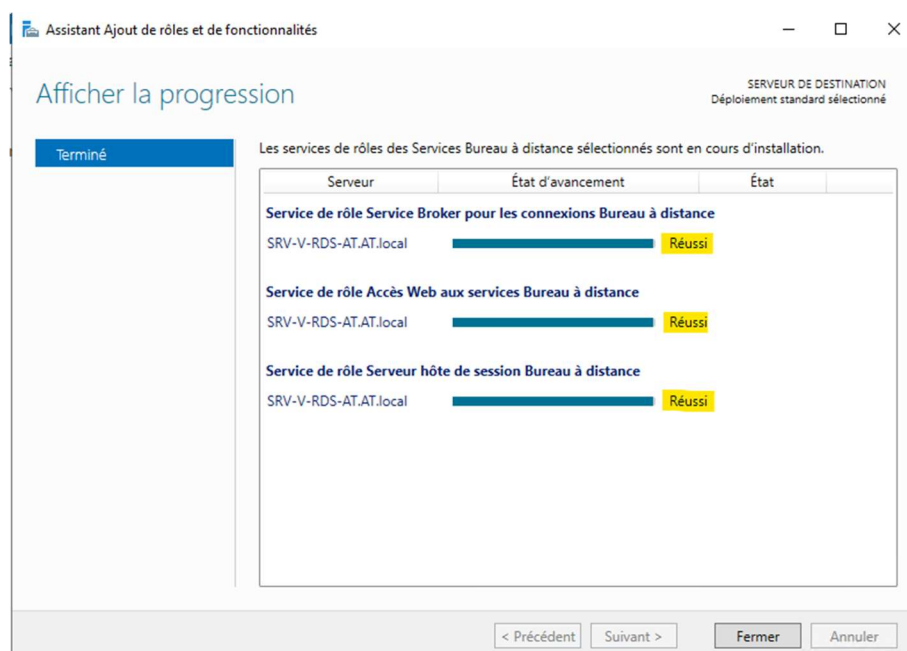 Assistant Ajout de rôles et de fonctionnalités
Afficher la progression
SERVEUR DE DESTINATION
Déploiement standard sélectionné
Terminé
Les services de rôles des Services Bureau à distance sélectionnés sont en cours d'installation.
Serveur État d'avancement État
Service de rôle Service Broker pour les connexions Bureau à distance
SRV-V-RDS-AT.AT.local Réussi
Service de rôle Accès Web aux services Bureau à distance
SRV-V-RDS-AT.AT.local Réussi
Service de rôle Serveur hôte de session Bureau à distance
SRV-V-RDS-AT.AT.local Réussi
< Précédent Suivant > Fermer Annuler